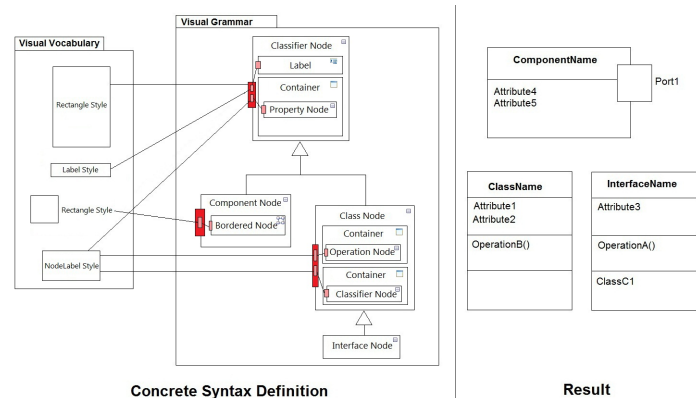 Visual Vocabulary
Rectangle Style
Label Style
Rectangle Style
NodeLabel Style
Visual Grammar
Classifier Node
Label
Container
Property Node
Component Node
Bordered Node
Class Node
Container
Operation Node
Container
Classifier Node
Interface Node
Concrete Syntax Definition
ComponentName
Attribute4
Attribute5
Port1
ClassName
Attribute1
Attribute2
OperationB()
InterfaceName
Attribute3
OperationA()
ClassC1
Result